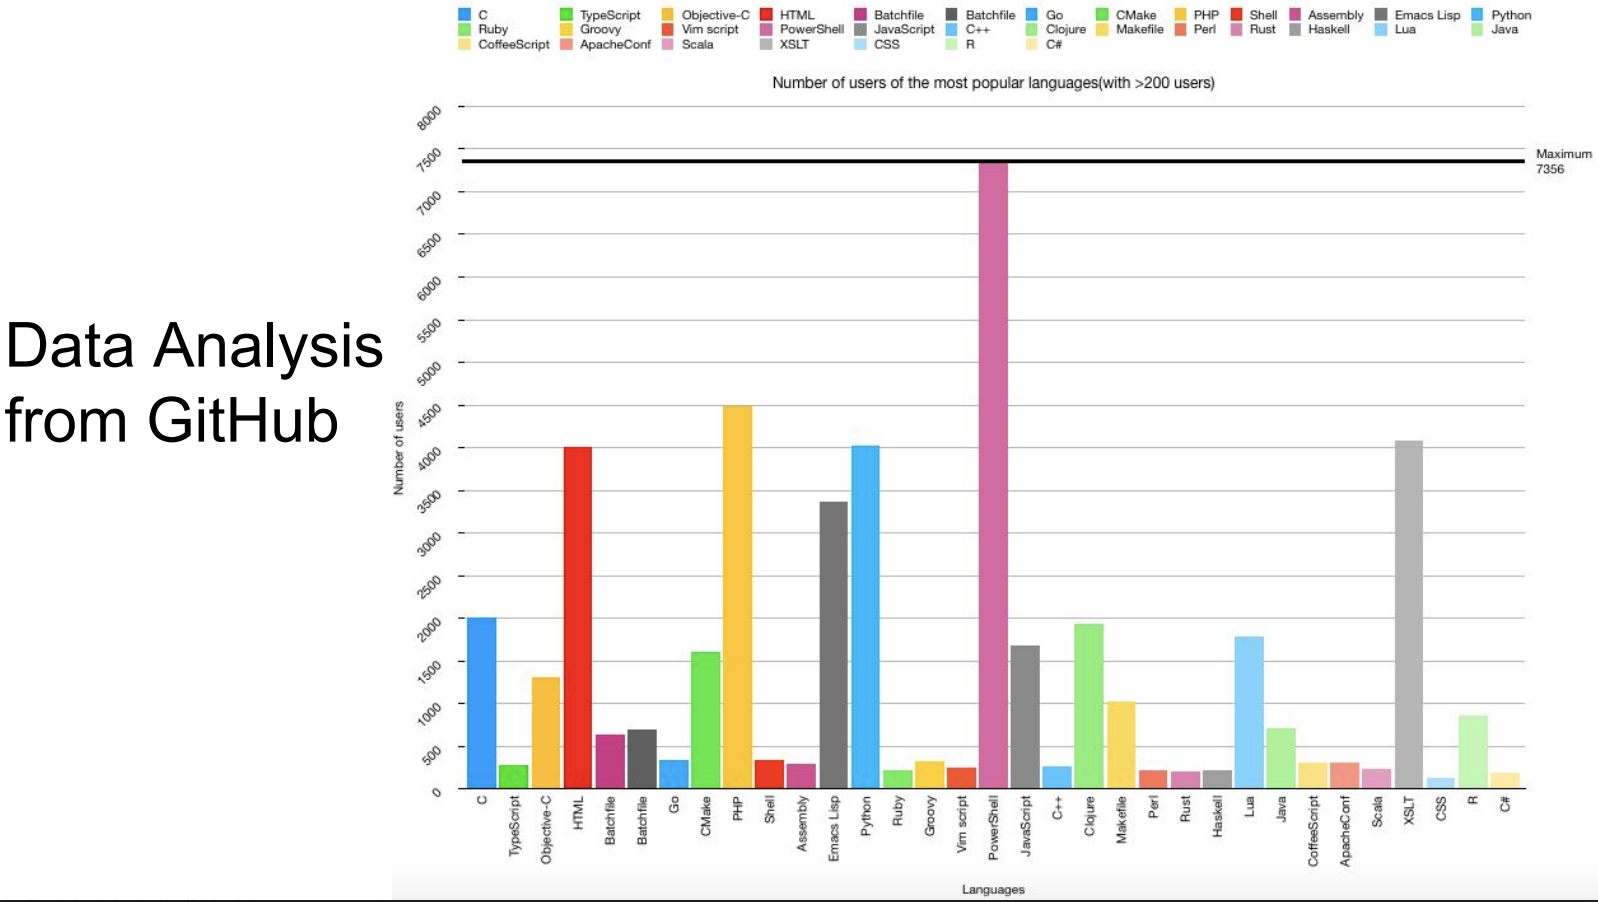 C TypeScript Objective-C HTML Batchfile Batchfile Go CMake PHP Shell Assembly Emacs Lisp Python
Ruby Groovy Vim script PowerShell JavaScript C++ Clojure Makefile Perl Rust Haskell Lua Java
CoffeeScript ApacheConf Scala XSLT CSS R C#
Number of users of the most popular languages(with >200 users)
Data Analysis
from GitHub
Number of users
8000
7500
7000
6500
6000
5500
5000
4500
4000
3500
3000
2500
2000
1500
1000
500
0
Maximum
7356
C
TypeScript
Objective-C
HTML
Batchfile
Batchfile
Go
CMake
PHP
Shell
Assembly
Emacs Lisp
Python
Ruby
Groovy
Vim script
PowerShell
JavaScript
C++
Clojure
Makefile
Perl
Rust
Haskell
Lua
Java
CoffeeScript
ApacheConf
Scala
XSLT
CSS
R
C#
Languages